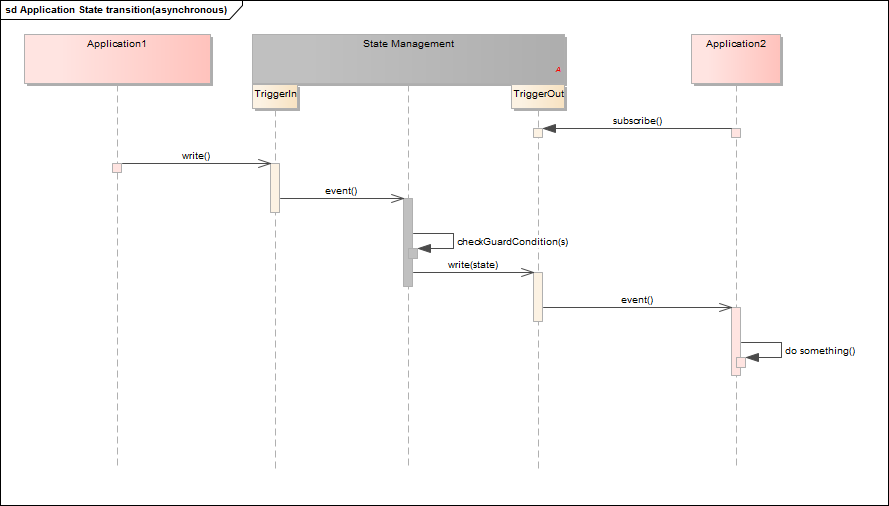 sd Application State transition(asynchronous)
Application1
State Management
Application2
A
TriggerIn
TriggerOut
subscribe()
write()
event()
checkGuardCondition(s)
write(state)
event()
do something()